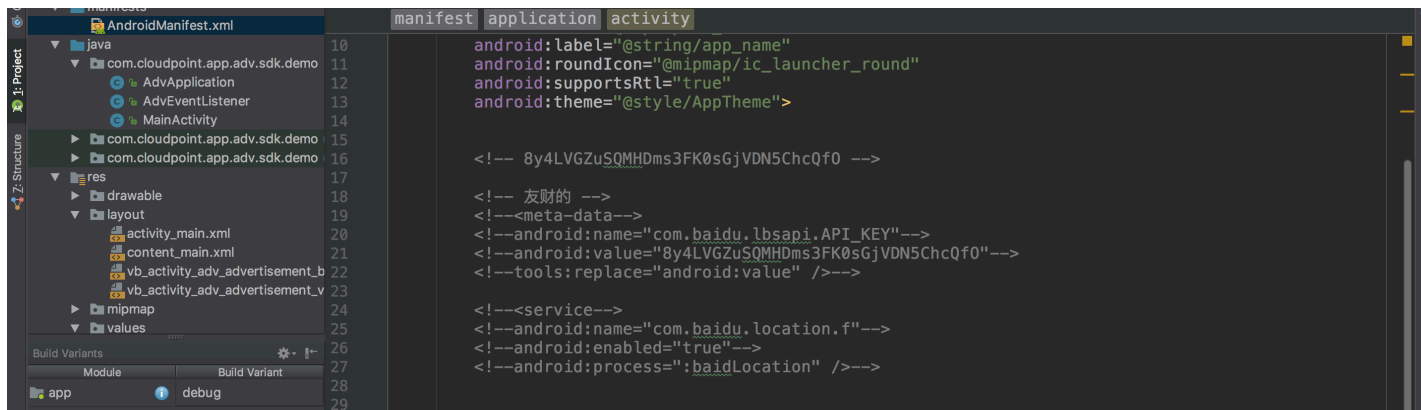 manifests
AndroidManifest.xml
java
com.cloudpoint.app.adv.sdk.demo
AdvApplication
AdvEventListener
MainActivity
com.cloudpoint.app.adv.sdk.demo
com.cloudpoint.app.adv.sdk.demo
res
drawable
layout
activity_main.xml
content_main.xml
vb_activity_adv_advertisement_b
vb_activity_adv_advertisement_v
mipmap
values
1: Project
Z: Structure
Build Variants
Module Build Variant
app debug
manifest application activity
10 android:label="@string/app_name"
11 android:roundIcon="@mipmap/ic_launcher_round"
12 android:supportsRtl="true"
13 android:theme="@style/AppTheme">
14
15
16 <!-- 8y4LVGZuSQMHDms3FK0sGjVDN5ChcQfO -->
17
18 <!-- 友财的 -->
19 <!--<meta-data-->
20 <!--android:name="com.baidu.lbsapi.API_KEY"-->
21 <!--android:value="8y4LVGZuSQMHDms3FK0sGjVDN5ChcQfO"-->
22 <!--tools:replace="android:value" />-->
23
24 <!--<service-->
25 <!--android:name="com.baidu.location.f"-->
26 <!--android:enabled="true"-->
27 <!--android:process=":baidLocation" />-->
28
29